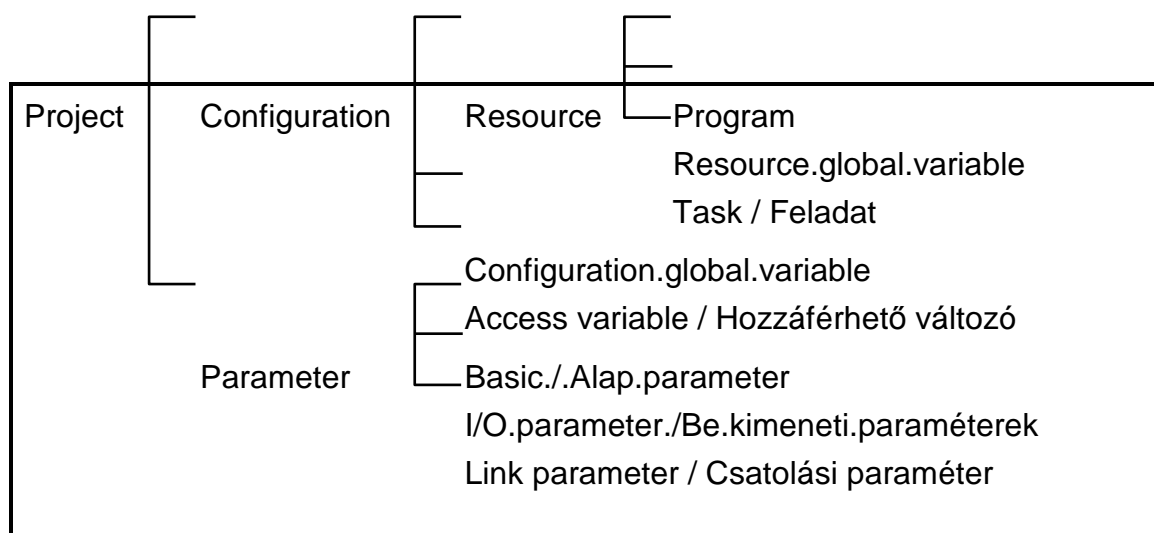 Project Configuration Resource Program
Resource.global.variable
Task / Feladat
Configuration.global.variable
Access variable / Hozzáférhető változó
Parameter Basic./.Alap.parameter
I/O.parameter./Be.kimeneti.paraméterek
Link parameter / Csatolási paraméter